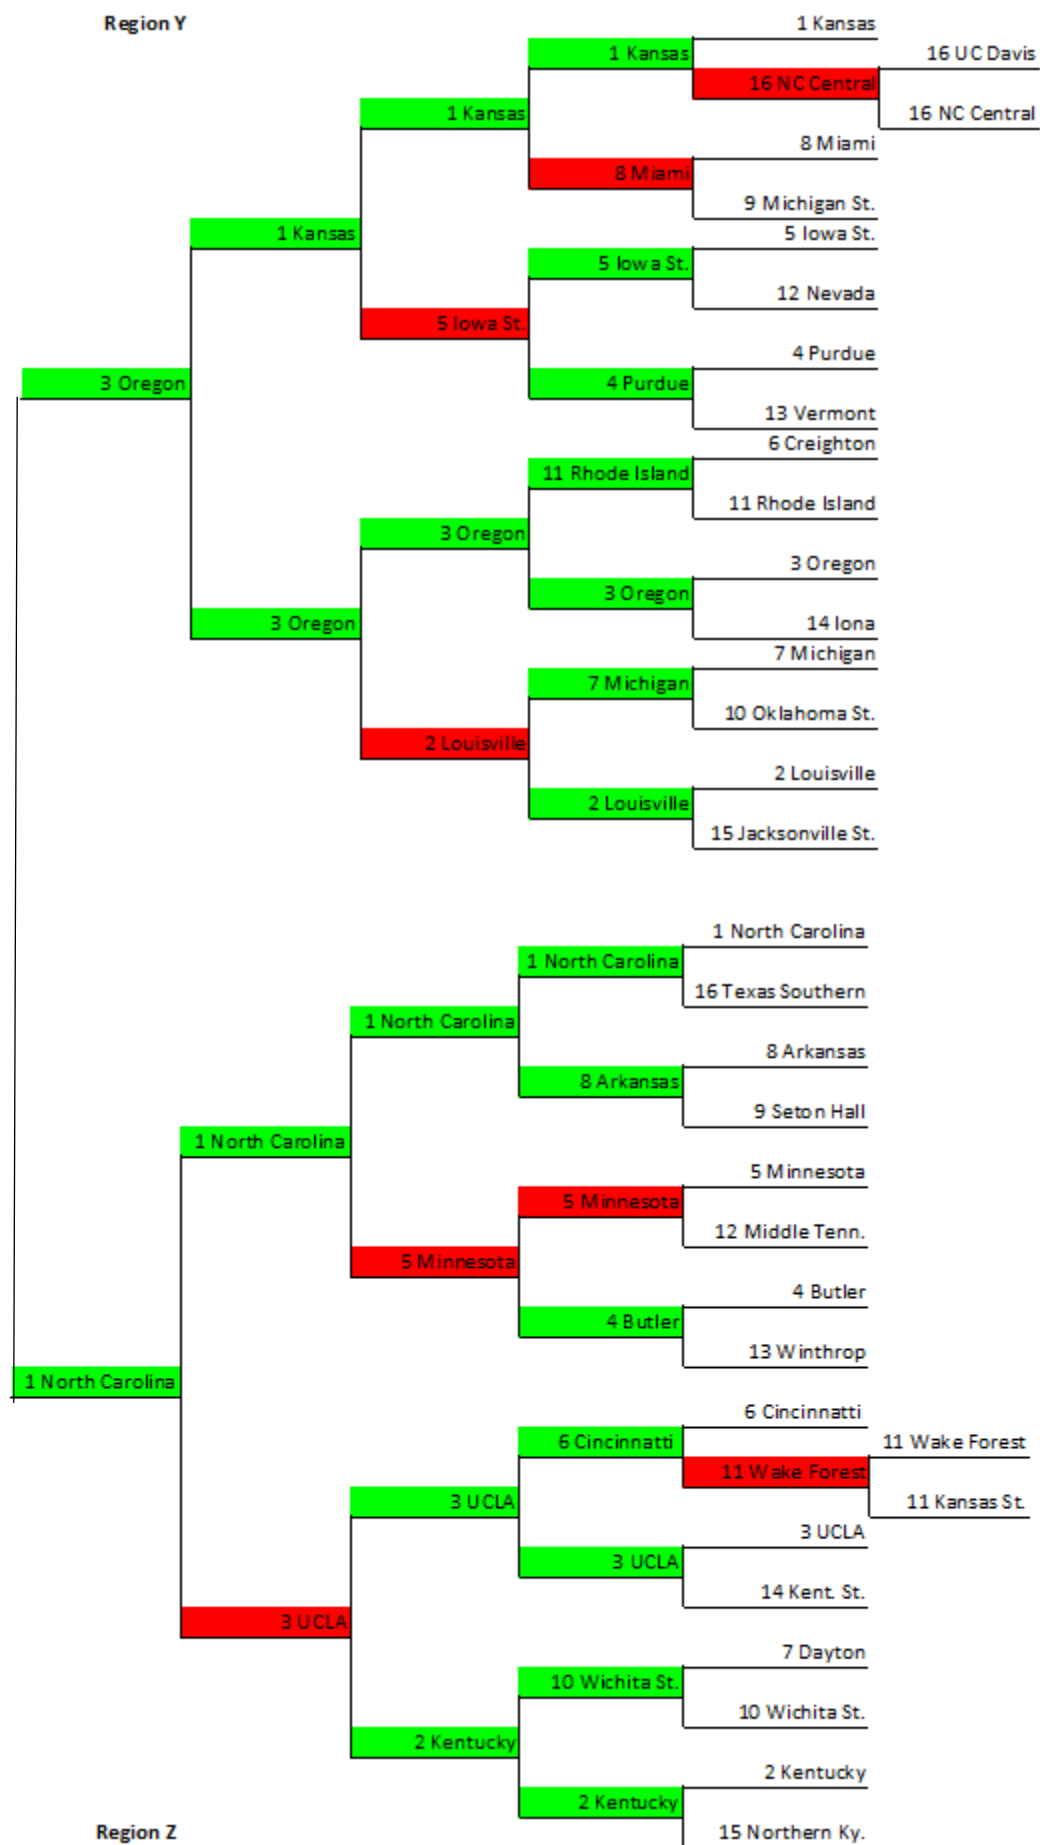 Region Y
1 Kansas
1 Kansas
16 UC Davis
16 NC Central
1 Kansas
16 NC Central
8 Miami
8 Miami
9 Michigan St.
1 Kansas
5 Iowa St.
5 Iowa St.
12 Nevada
5 Iowa St.
4 Purdue
4 Purdue
13 Vermont
3 Oregon
6 Creighton
11 Rhode Island
11 Rhode Island
3 Oregon
3 Oregon
3 Oregon
14 Iona
3 Oregon
7 Michigan
7 Michigan
10 Oklahoma St.
2 Louisville
2 Louisville
2 Louisville
15 Jacksonville St.
1 North Carolina
1 North Carolina
16 Texas Southern
1 North Carolina
8 Arkansas
8 Arkansas
9 Seton Hall
1 North Carolina
5 Minnesota
5 Minnesota
12 Middle Tenn.
5 Minnesota
4 Butler
4 Butler
13 Winthrop
1 North Carolina
6 Cincinnatti
6 Cincinnatti
11 Wake Forest
11 Wake Forest
3 UCLA
11 Kansas St.
3 UCLA
3 UCLA
14 Kent. St.
3 UCLA
7 Dayton
10 Wichita St.
10 Wichita St.
2 Kentucky
2 Kentucky
2 Kentucky
15 Northern Ky.
Region Z